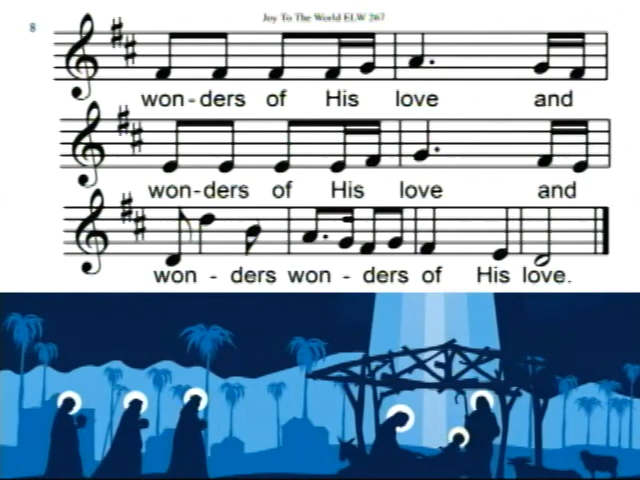 Joy To The World ELW 267
8
won-ders of His love and
won-ders of His love and
won - ders won - ders of His love.